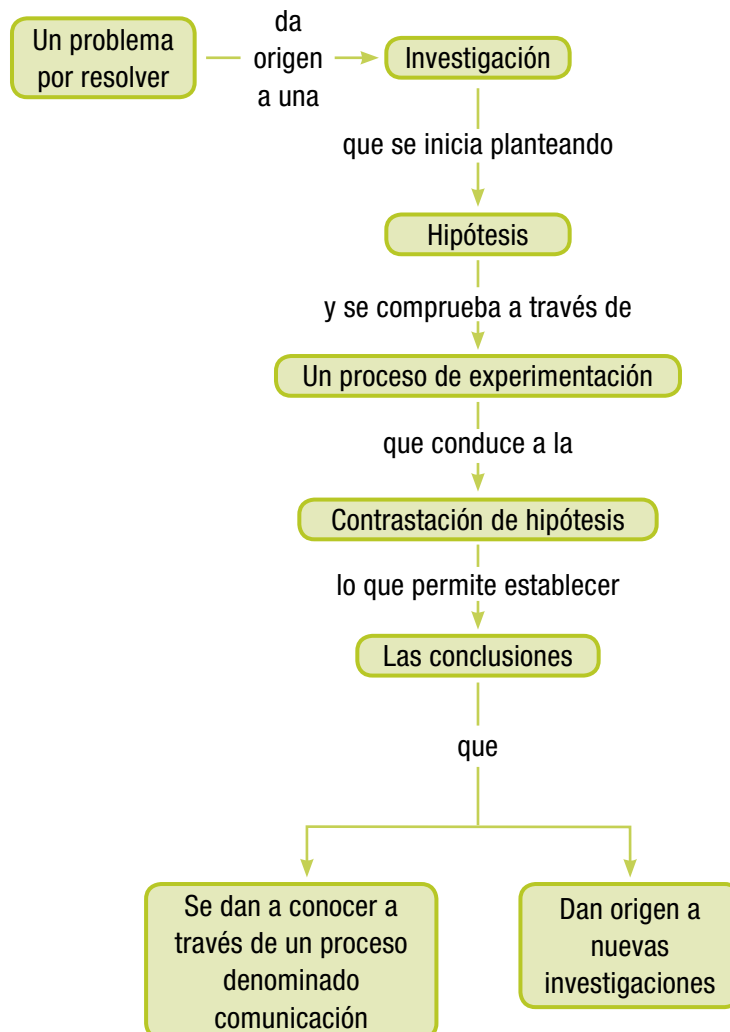 Un problema
por resolver
da
origen
a una
Investigación
que se inicia planteando
Hipótesis
y se comprueba a través de
Un proceso de experimentación
que conduce a la
Contrastación de hipótesis
lo que permite establecer
Las conclusiones
que
Se dan a conocer a
través de un proceso
denominado
comunicación
Dan origen a
nuevas
investigaciones